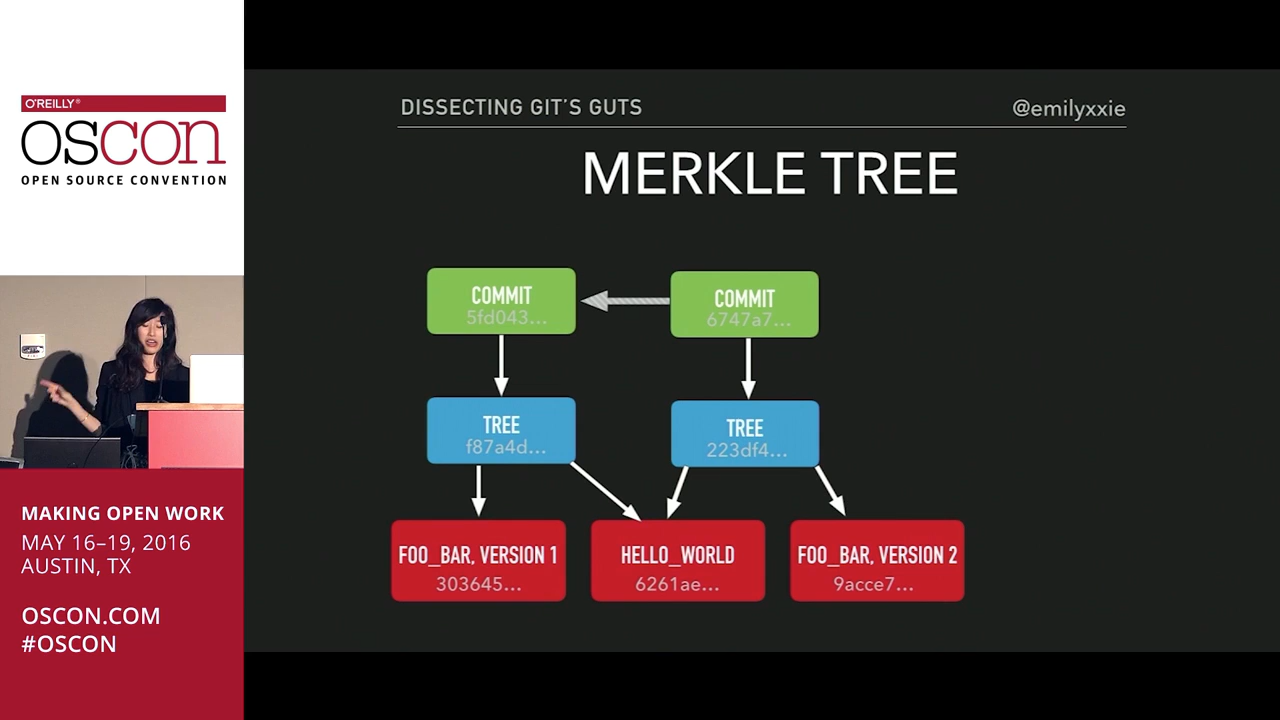 O'REILLY®
OSCON
OPEN SOURCE CONVENTION
MAKING OPEN WORK
MAY 16–19, 2016
AUSTIN, TX
OSCON.COM
#OSCON
DISSECTING GIT'S GUTS
@emilyxxie
MERKLE TREE
COMMIT
5fd043...
COMMIT
6747a7...
TREE
f87a4d...
TREE
223df4...
FOO_BAR, VERSION 1
303645...
HELLO_WORLD
6261ae...
FOO_BAR, VERSION 2
9acce7...